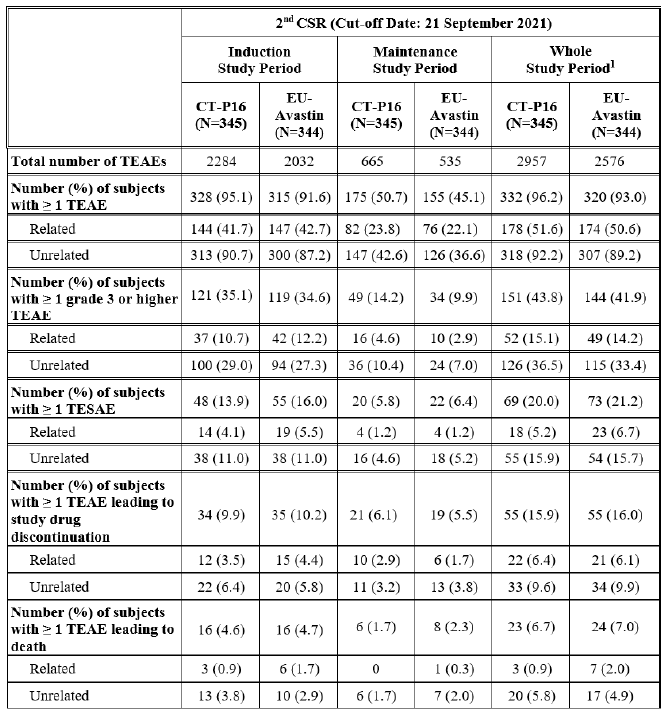 2nd CSR (Cut-off Date: 21 September 2021)
Induction Study Period Maintenance Study Period Whole Study Period1
CT-P16 (N=345) EU-Avastin (N=344) CT-P16 (N=345) EU-Avastin (N=344) CT-P16 (N=345) EU-Avastin (N=344)
Total number of TEAEs 2284 2032 665 535 2957 2576
Number (%) of subjects with ≥ 1 TEAE 328 (95.1) 315 (91.6) 175 (50.7) 155 (45.1) 332 (96.2) 320 (93.0)
Related 144 (41.7) 147 (42.7) 82 (23.8) 76 (22.1) 178 (51.6) 174 (50.6)
Unrelated 313 (90.7) 300 (87.2) 147 (42.6) 126 (36.6) 318 (92.2) 307 (89.2)
Number (%) of subjects with ≥ 1 grade 3 or higher TEAE 121 (35.1) 119 (34.6) 49 (14.2) 34 (9.9) 151 (43.8) 144 (41.9)
Related 37 (10.7) 42 (12.2) 16 (4.6) 10 (2.9) 52 (15.1) 49 (14.2)
Unrelated 100 (29.0) 94 (27.3) 36 (10.4) 24 (7.0) 126 (36.5) 115 (33.4)
Number (%) of subjects with ≥ 1 TESAE 48 (13.9) 55 (16.0) 20 (5.8) 22 (6.4) 69 (20.0) 73 (21.2)
Related 14 (4.1) 19 (5.5) 4 (1.2) 4 (1.2) 18 (5.2) 23 (6.7)
Unrelated 38 (11.0) 38 (11.0) 16 (4.6) 18 (5.2) 55 (15.9) 54 (15.7)
Number (%) of subjects with ≥ 1 TEAE leading to study drug discontinuation 34 (9.9) 35 (10.2) 21 (6.1) 19 (5.5) 55 (15.9) 55 (16.0)
Related 12 (3.5) 15 (4.4) 10 (2.9) 6 (1.7) 22 (6.4) 21 (6.1)
Unrelated 22 (6.4) 20 (5.8) 11 (3.2) 13 (3.8) 33 (9.6) 34 (9.9)
Number (%) of subjects with ≥ 1 TEAE leading to death 16 (4.6) 16 (4.7) 6 (1.7) 8 (2.3) 23 (6.7) 24 (7.0)
Related 3 (0.9) 6 (1.7) 0 1 (0.3) 3 (0.9) 7 (2.0)
Unrelated 13 (3.8) 10 (2.9) 6 (1.7) 7 (2.0) 20 (5.8) 17 (4.9)